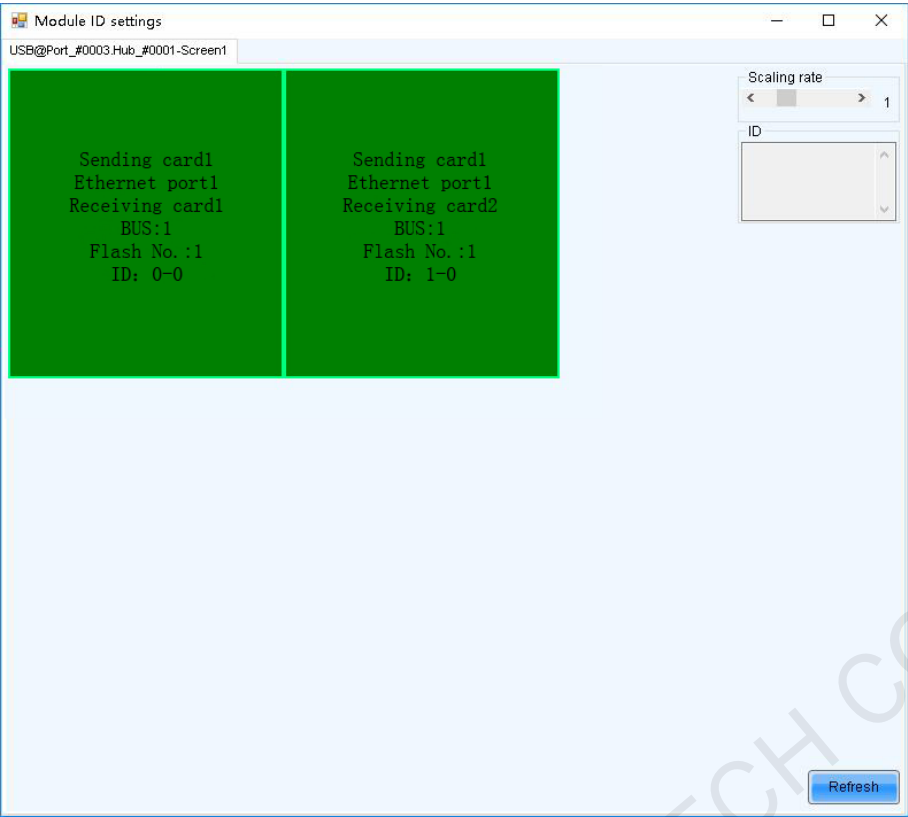 Module ID settings
USB@Port_#0003.Hub_#0001-Screen1
Sending card1
Ethernet port1
Receiving card1
BUS:1
Flash No.:1
ID: 0-0
Sending card1
Ethernet port1
Receiving card2
BUS:1
Flash No.:1
ID: 1-0
Scaling rate
1
ID
Refresh
TECH